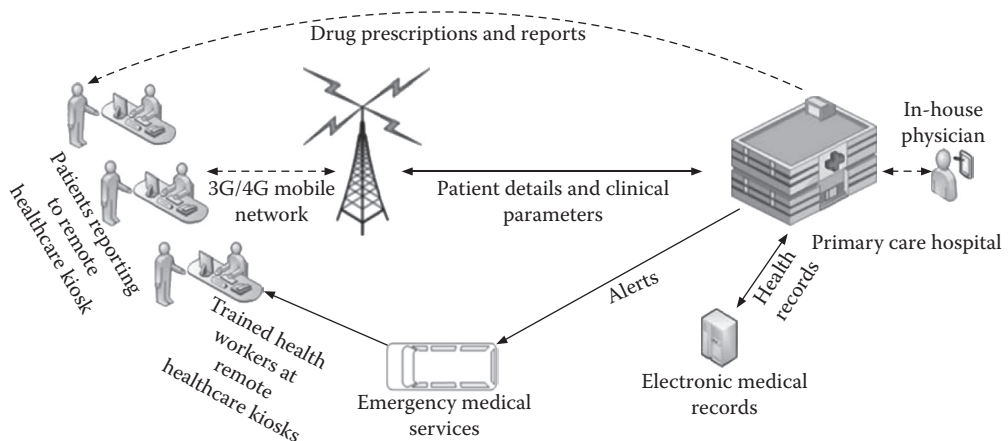 Drug prescriptions and reports
In-house
physician
3G/4G mobile
network
Patient details and clinical
parameters
Patients reporting
to remote
healthcare kiosk
Primary care hospital
Alerts
Health
records
Trained health
workers at
remote
healthcare kiosks
Emergency medical
services
Electronic medical
records